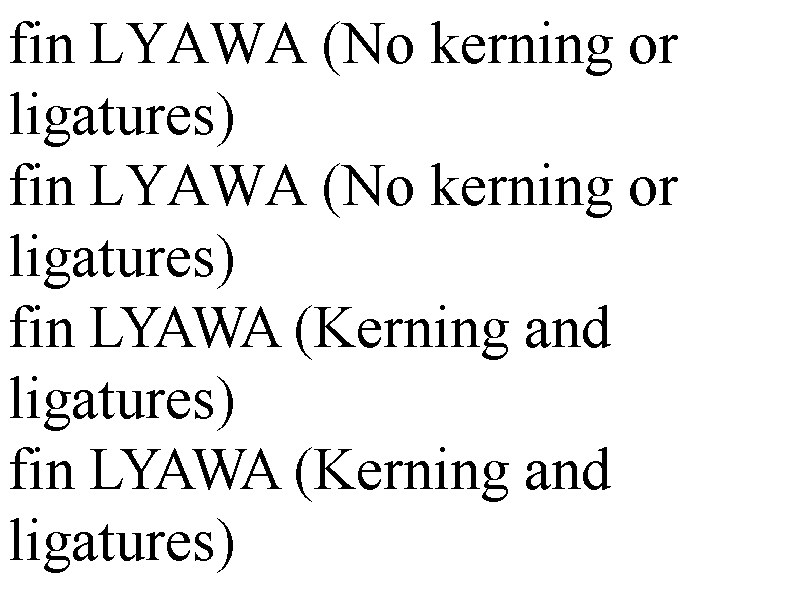 fin LYAWA (No kerning or
ligatures)
fin LYAWA (No kerning or
ligatures)
fin LYAWA (Kerning and
ligatures)
fin LYAWA (Kerning and
ligatures)